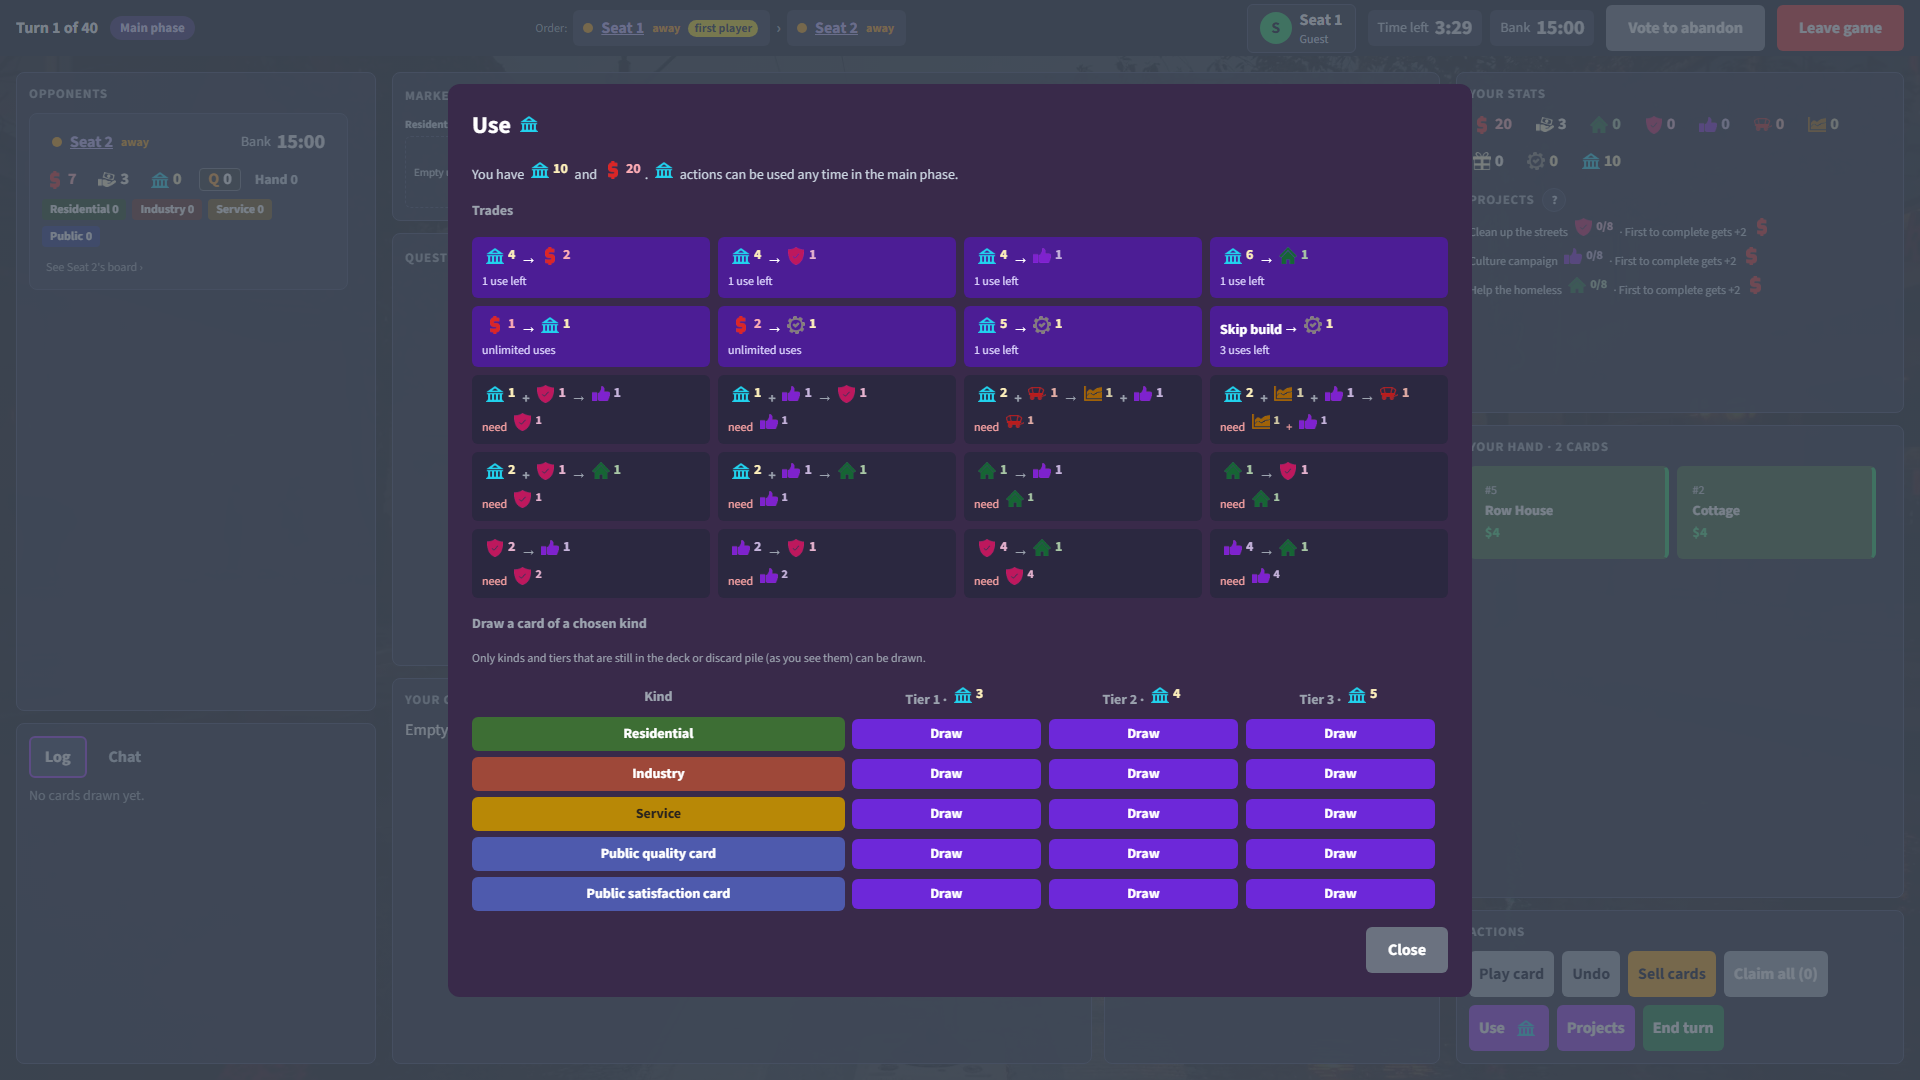 Turn 1 of 40
Main phase
Order:
Seat 1 away first player
›
Seat 2 away
S
Seat 1
Guest
Time left 3:29
Bank 15:00
Vote to abandon
Leave game
OPPONENTS
Seat 2 away
Bank 15:00
7
3
0
Q 0
Hand 0
Residential 0
Industry 0
Service 0
Public 0
See Seat 2's board ›
Log
Chat
No cards drawn yet.
MARKE
Resident
Empty
QUEST
YOUR
Empty
Use
You have 10 and 20 . actions can be used any time in the main phase.
Trades
4 → 2
1 use left
4 → 1
1 use left
4 → 1
1 use left
6 → 1
1 use left
1 → 1
unlimited uses
2 → 1
unlimited uses
5 → 1
1 use left
Skip build → 1
3 uses left
1 + 1 → 1
need 1
1 + 1 → 1
need 1
2 + 1 → 1 + 1
need 1
2 + 1 + 1 → 1
need 1 + 1
2 + 1 → 1
need 1
2 + 1 → 1
need 1
1 → 1
need 1
1 → 1
need 1
2 → 1
need 2
2 → 1
need 2
4 → 1
need 4
4 → 1
need 4
Draw a card of a chosen kind
Only kinds and tiers that are still in the deck or discard pile (as you see them) can be drawn.
Kind
Tier 1 · 3
Tier 2 · 4
Tier 3 · 5
Residential Draw Draw Draw
Industry Draw Draw Draw
Service Draw Draw Draw
Public quality card Draw Draw Draw
Public satisfaction card Draw Draw Draw
Close
YOUR STATS
20 3 0 0 0 0 0
0 0 10
PROJECTS ?
Clean up the streets 0/8 · First to complete gets +2
Culture campaign 0/8 · First to complete gets +2
Help the homeless 0/8 · First to complete gets +2
YOUR HAND · 2 CARDS
#5
Row House
$4
#2
Cottage
$4
ACTIONS
Play card
Undo
Sell cards
Claim all (0)
Use
Projects
End turn